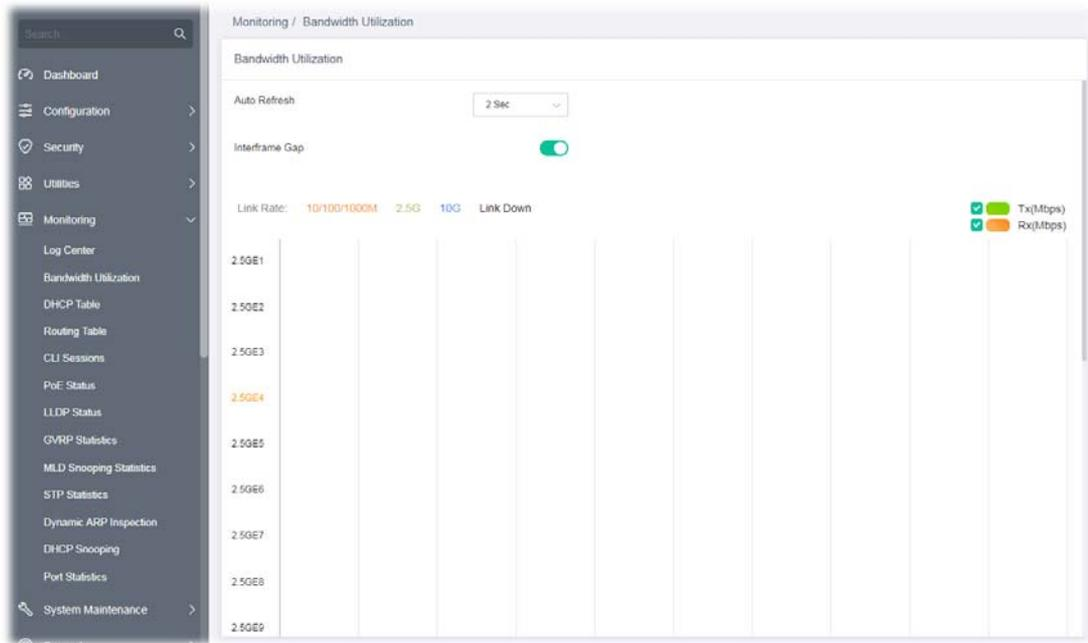 Search
Dashboard
Configuration
Security
Utilities
Monitoring
Log Center
Bandwidth Utilization
DHCP Table
Routing Table
CLI Sessions
PoE Status
LLDP Status
GVRP Statistics
MLD Snooping Statistics
STP Statistics
Dynamic ARP Inspection
DHCP Snooping
Port Statistics
System Maintenance
Monitoring / Bandwidth Utilization
Bandwidth Utilization
Auto Refresh 2 Sec
Interframe Gap
Link Rate: 10/100/1000M 2.5G 10G Link Down
Tx(Mbps)
Rx(Mbps)
2.5GE1
2.5GE2
2.5GE3
2.5GE4
2.5GE5
2.5GE6
2.5GE7
2.5GE8
2.5GE9